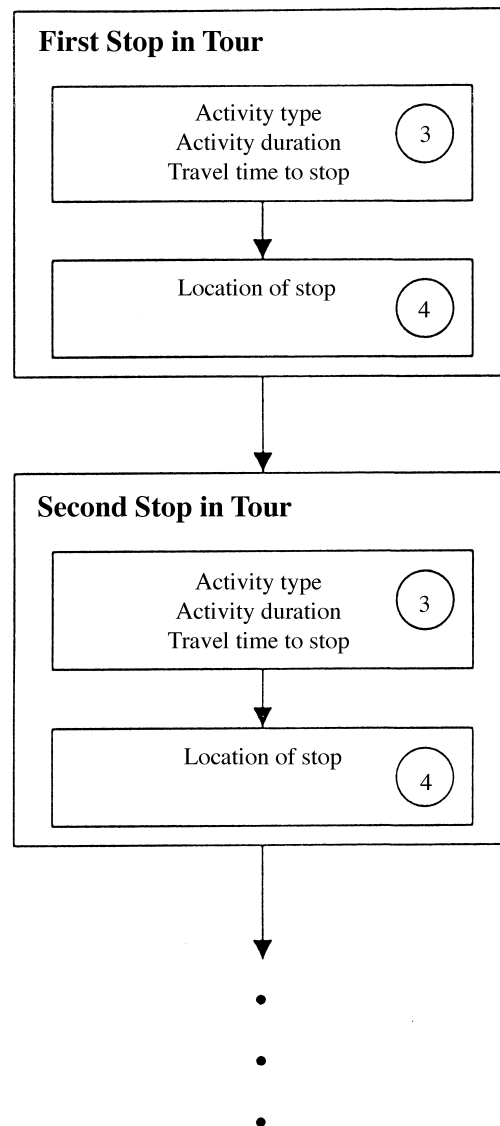 First Stop in Tour
Activity type
Activity duration
Travel time to stop
3
Location of stop
4
Second Stop in Tour
Activity type
Activity duration
Travel time to stop
3
Location of stop
4